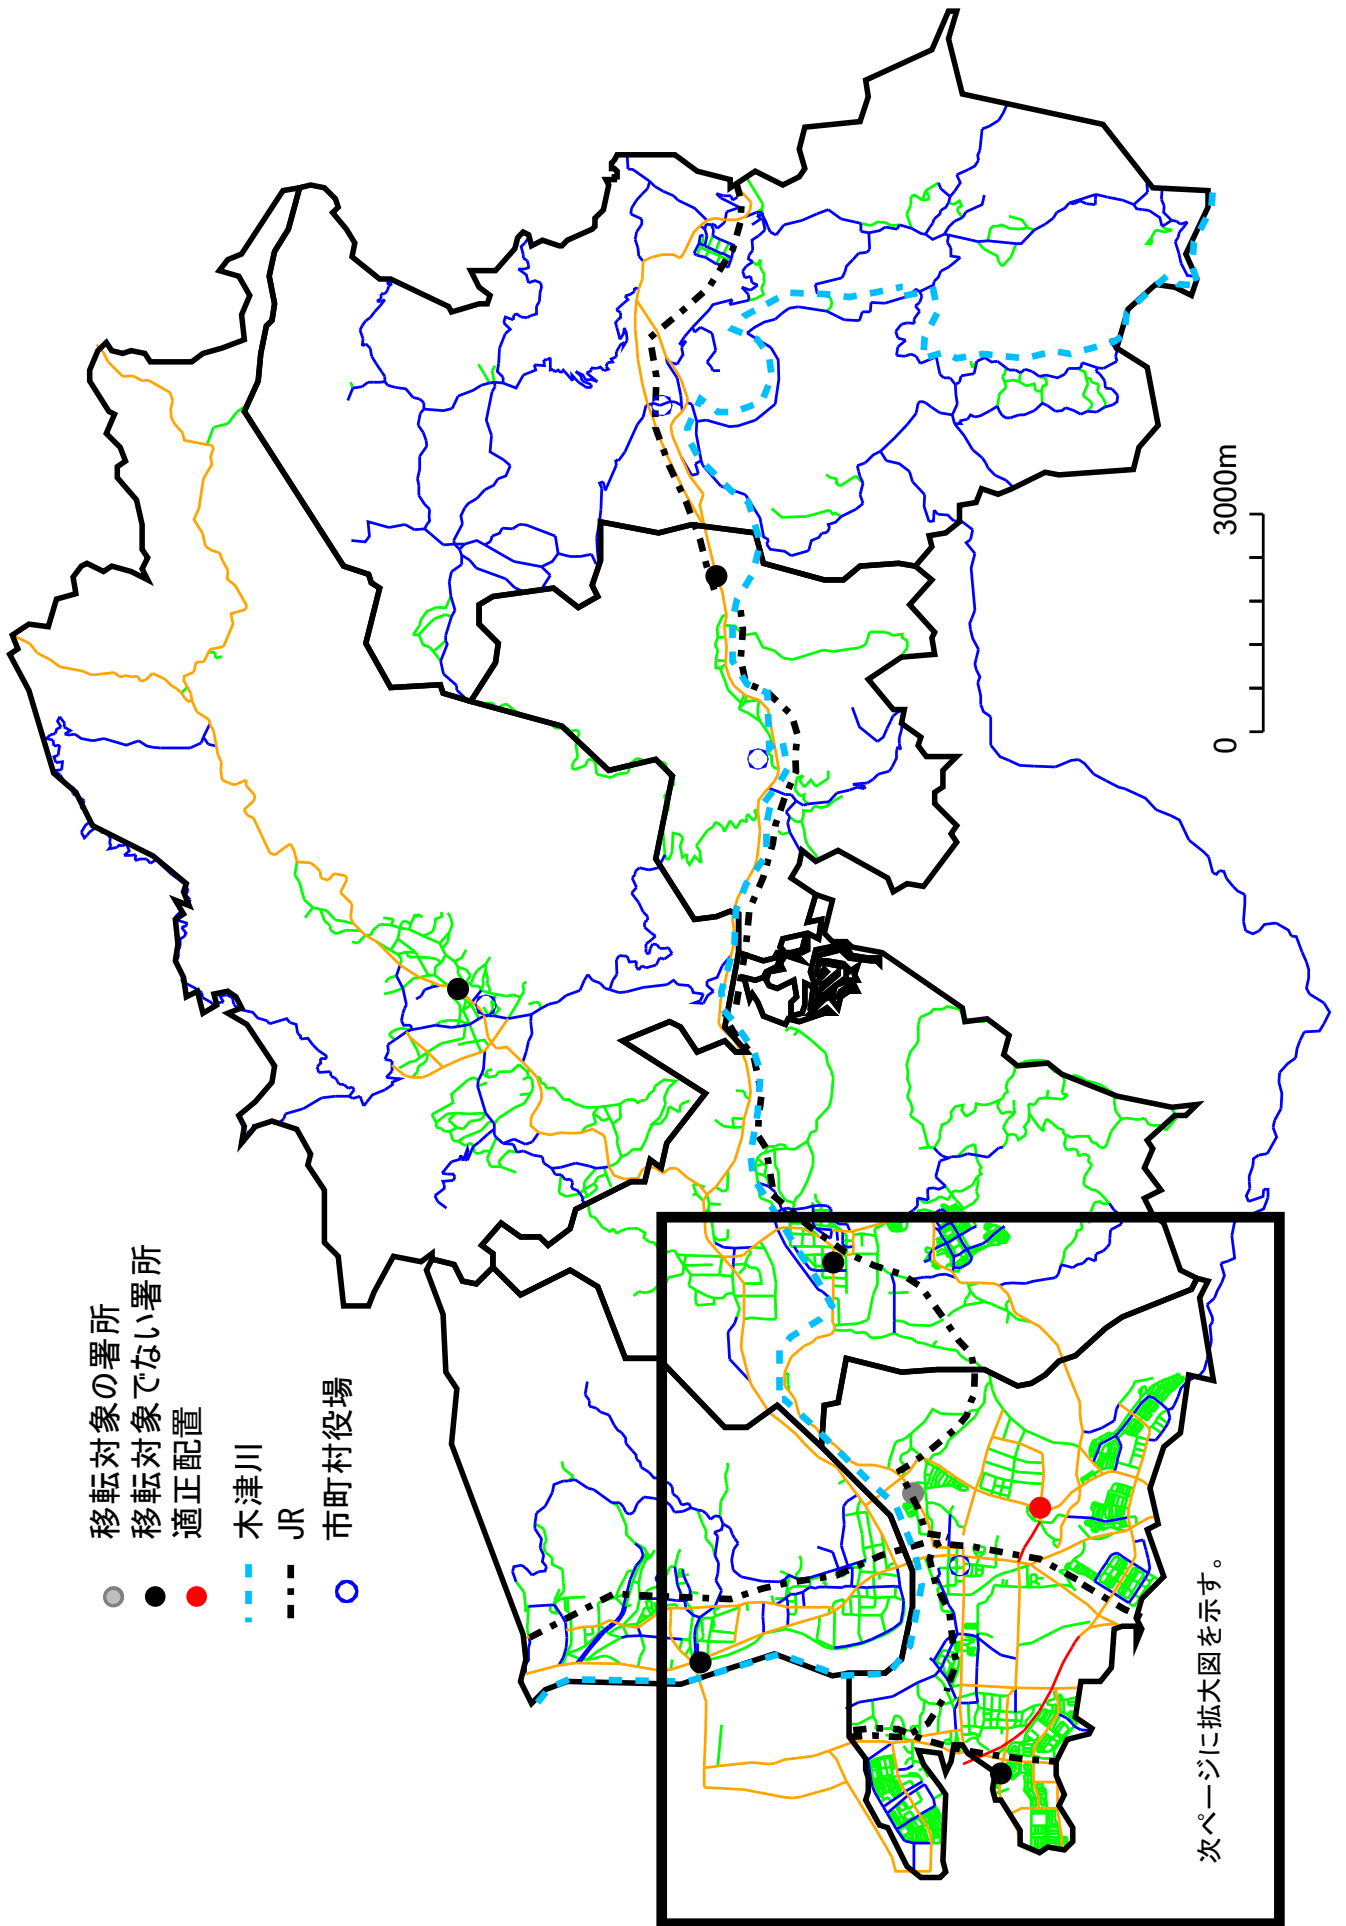 移転対象の署所
移転対象でない署所
適正配置
木津川
JR
市町村役場
0 3000m
次ページに拡大図を示す。